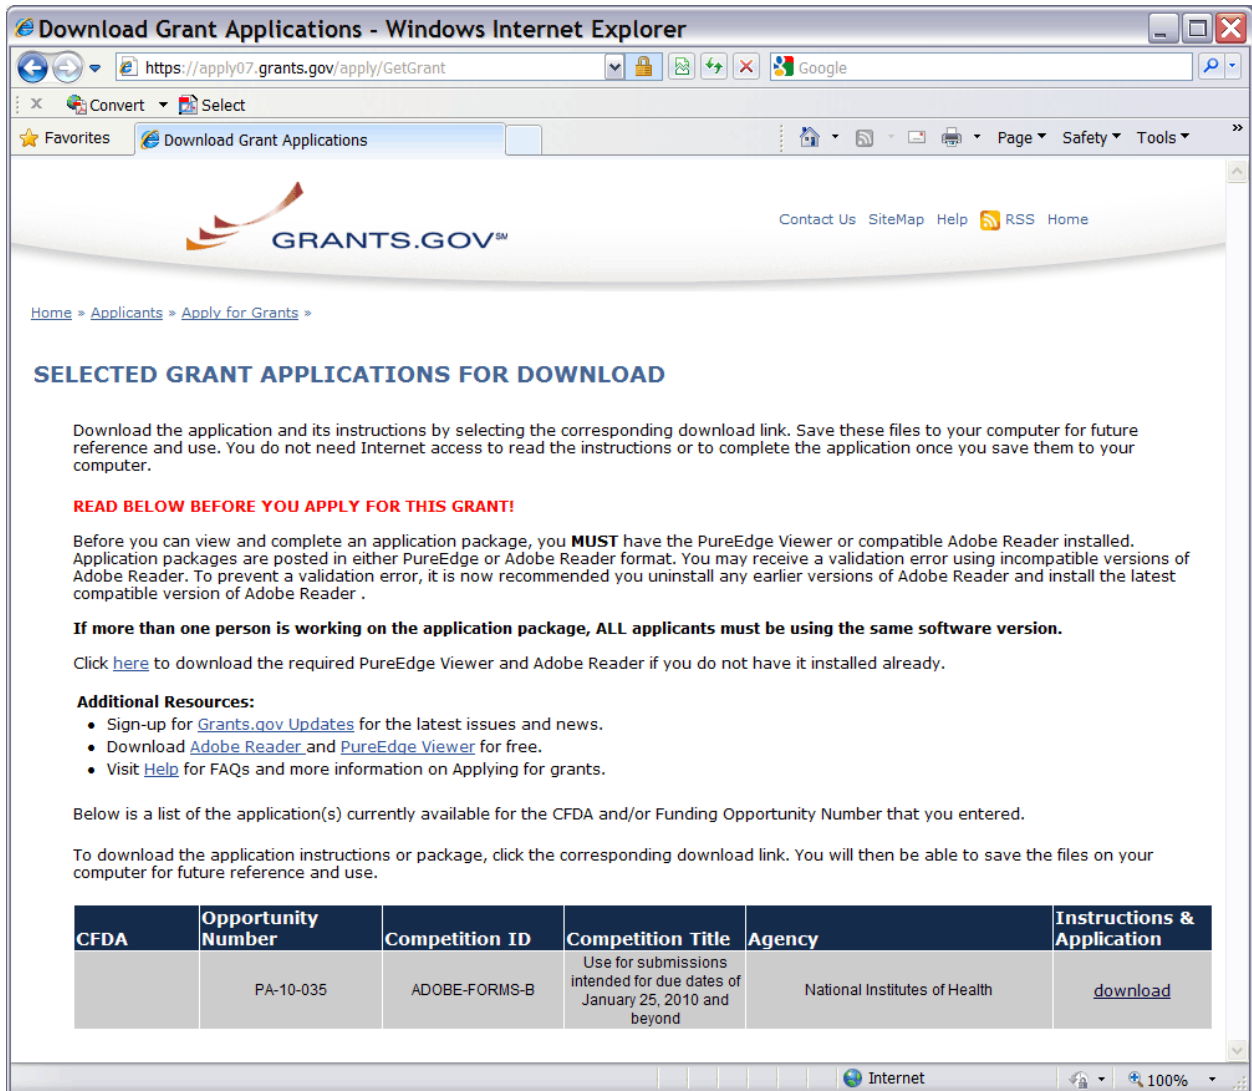 Download Grant Applications - Windows Internet Explorer
https://apply07.grants.gov/apply/GetGrant
Google
x Convert Select
Favorites Download Grant Applications Page Safety Tools »
GRANTS.GOV℠
Contact Us SiteMap Help RSS Home
Home » Applicants » Apply for Grants »
SELECTED GRANT APPLICATIONS FOR DOWNLOAD
Download the application and its instructions by selecting the corresponding download link. Save these files to your computer for future
reference and use. You do not need Internet access to read the instructions or to complete the application once you save them to your
computer.
READ BELOW BEFORE YOU APPLY FOR THIS GRANT!
Before you can view and complete an application package, you MUST have the PureEdge Viewer or compatible Adobe Reader installed.
Application packages are posted in either PureEdge or Adobe Reader format. You may receive a validation error using incompatible versions of
Adobe Reader. To prevent a validation error, it is now recommended you uninstall any earlier versions of Adobe Reader and install the latest
compatible version of Adobe Reader .
If more than one person is working on the application package, ALL applicants must be using the same software version.
Click here to download the required PureEdge Viewer and Adobe Reader if you do not have it installed already.
Additional Resources:
• Sign-up for Grants.gov Updates for the latest issues and news.
• Download Adobe Reader and PureEdge Viewer for free.
• Visit Help for FAQs and more information on Applying for grants.
Below is a list of the application(s) currently available for the CFDA and/or Funding Opportunity Number that you entered.
To download the application instructions or package, click the corresponding download link. You will then be able to save the files on your
computer for future reference and use.
CFDA
Opportunity
Number
Competition ID
Competition Title
Agency
Instructions &
Application
PA-10-035
ADOBE-FORMS-B
Use for submissions
intended for due dates of
January 25, 2010 and
beyond
National Institutes of Health
download
Internet
100%